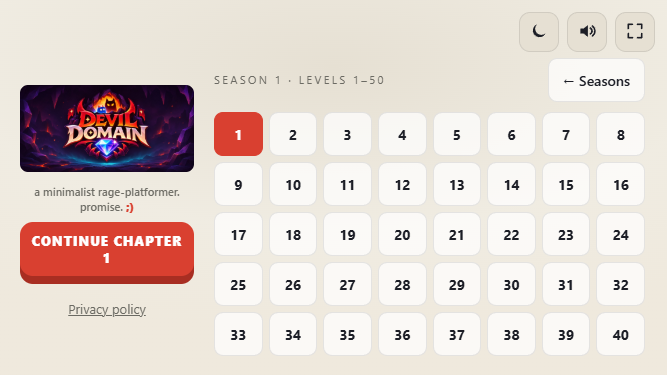 SEASON 1 · LEVELS 1–50
← Seasons
DEVIL
DOMAIN
a minimalist rage-platformer.
promise. ;)
CONTINUE CHAPTER
1
Privacy policy
1 2 3 4 5 6 7 8
9 10 11 12 13 14 15 16
17 18 19 20 21 22 23 24
25 26 27 28 29 30 31 32
33 34 35 36 37 38 39 40